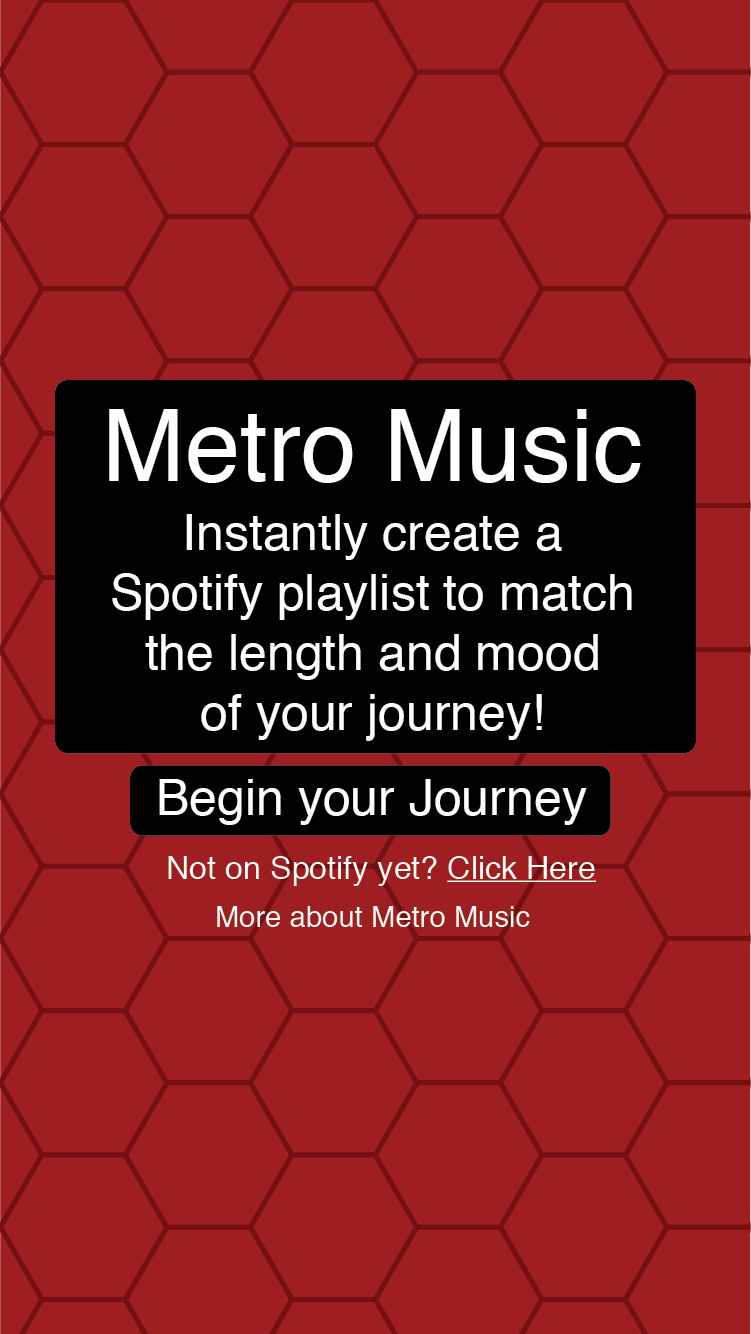 Metro Music
Instantly create a
Spotify playlist to match
the length and mood
of your journey!
Begin your Journey
Not on Spotify yet? Click Here
More about Metro Music